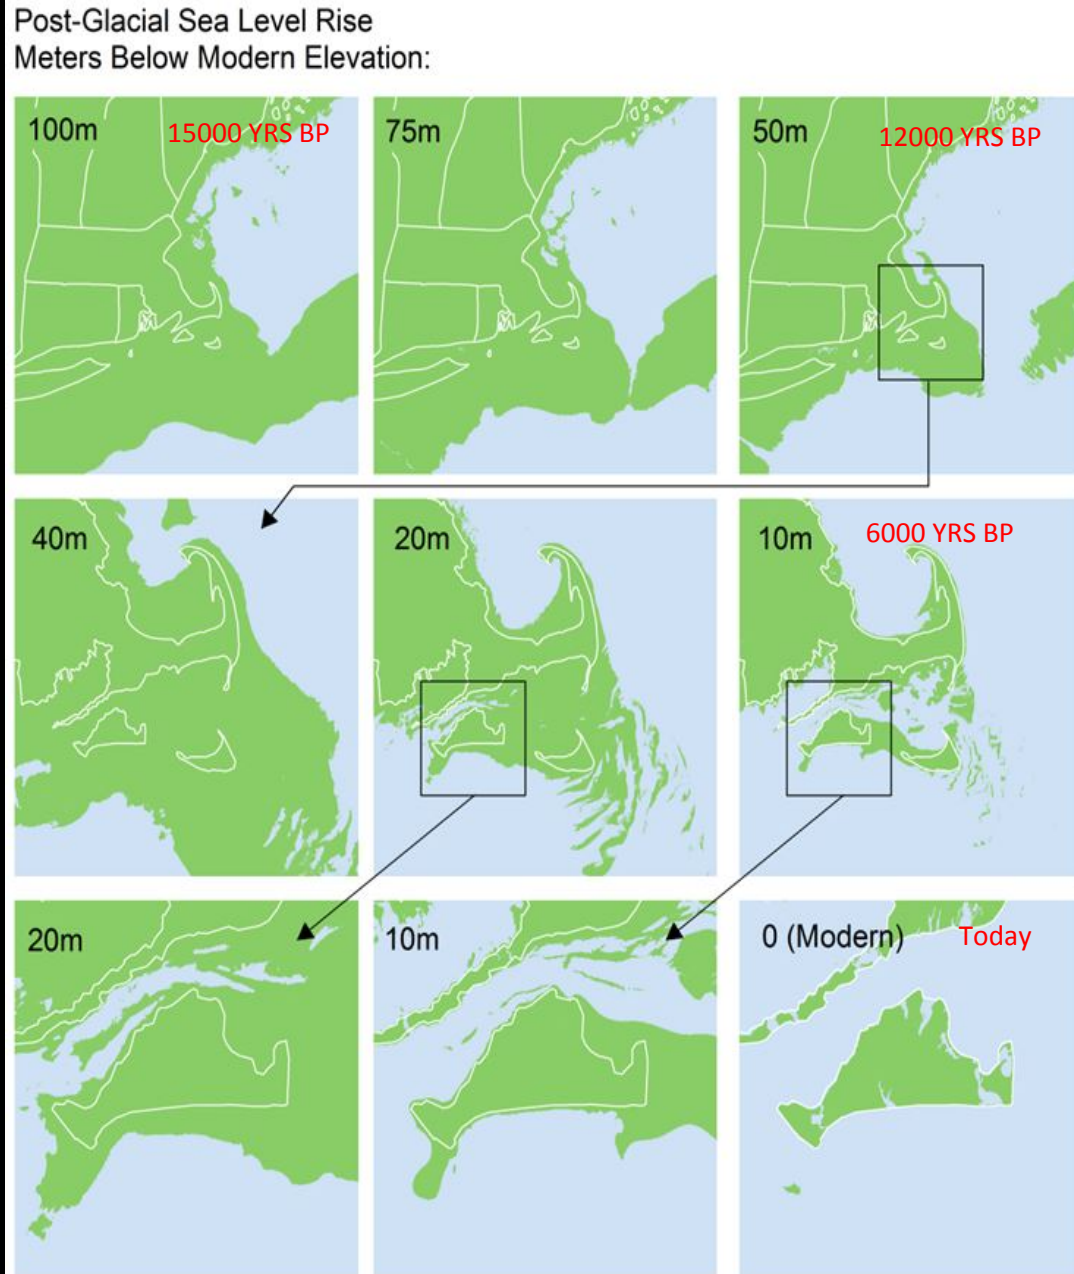 Post-Glacial Sea Level Rise
Meters Below Modern Elevation:
100m 15000 YRS BP
75m
50m 12000 YRS BP
40m
20m
10m 6000 YRS BP
20m
10m
0 (Modern) Today